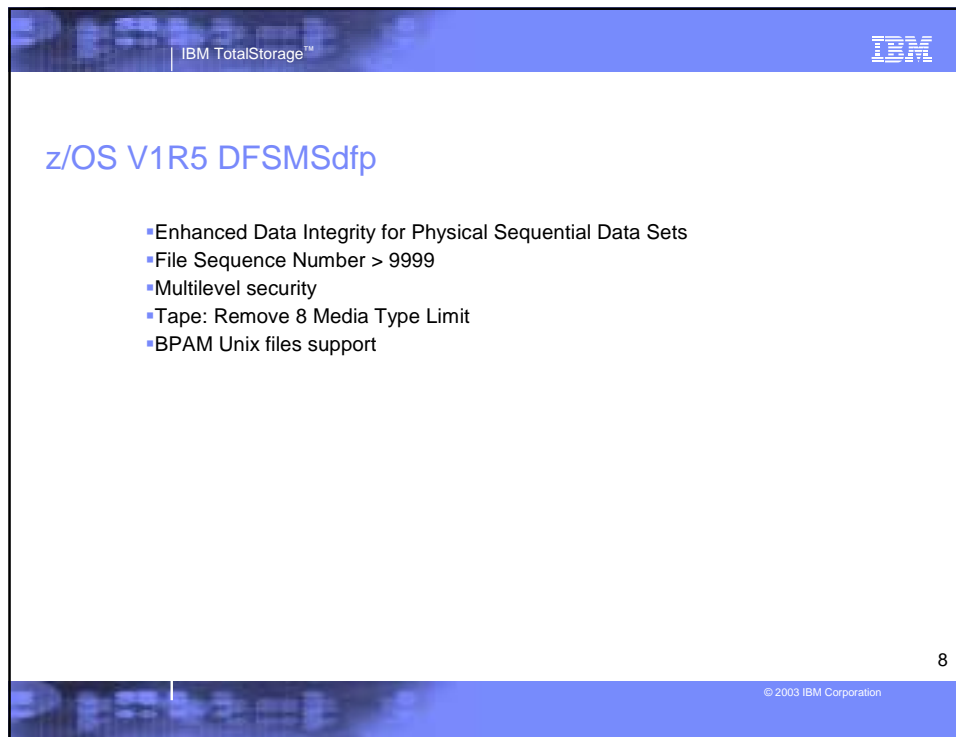 IBM TotalStorage™
IBM
z/OS V1R5 DFSMSdfp
▪Enhanced Data Integrity for Physical Sequential Data Sets
▪File Sequence Number > 9999
▪Multilevel security
▪Tape: Remove 8 Media Type Limit
▪BPAM Unix files support
8
© 2003 IBM Corporation